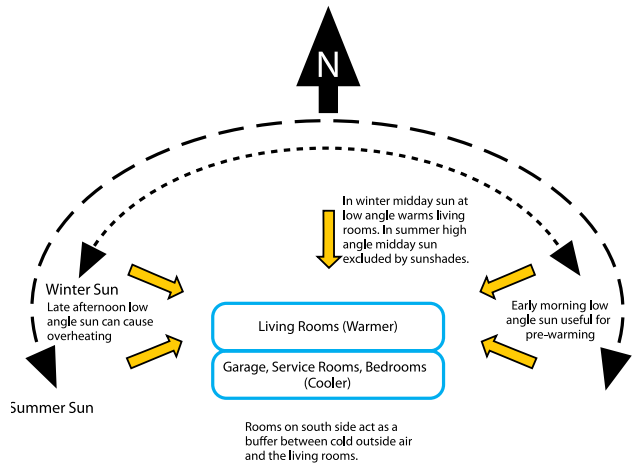 N
In winter midday sun at
low angle warms living
rooms. In summer high
angle midday sun
excluded by sunshades.
Winter Sun
Late afternoon low
angle sun can cause
overheating
Early morning low
angle sun useful for
pre-warming
Living Rooms (Warmer)
Garage, Service Rooms, Bedrooms
(Cooler)
Summer Sun
Rooms on south side act as a
buffer between cold outside air
and the living rooms.